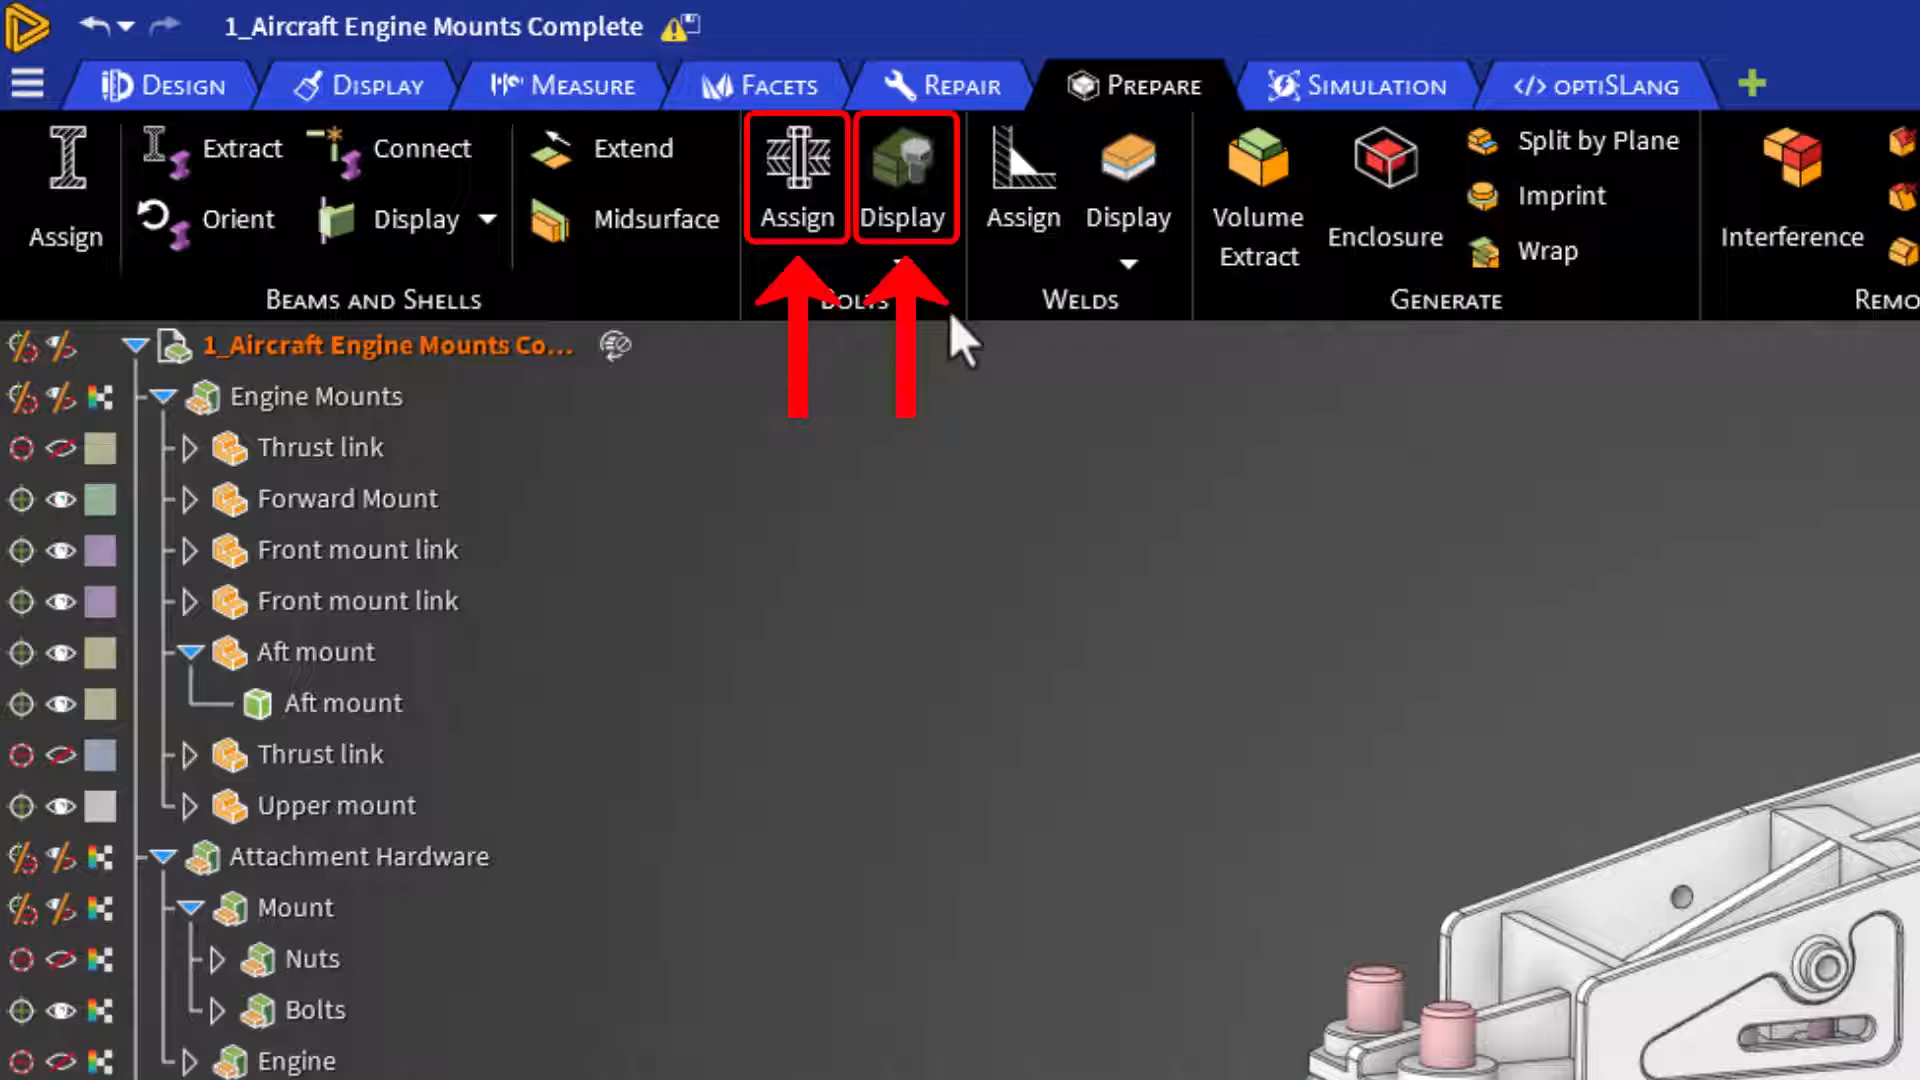 1_Aircraft Engine Mounts Complete
Design Display Measure Facets Repair Prepare Simulation optiSLang
Assign Extract Connect Orient Display Extend Midsurface
Beams and Shells
Assign Display
Bolts
Assign Display
Welds
Volume Extract Enclosure Split by Plane Imprint Wrap
Generate
Interference
Remo
1_Aircraft Engine Mounts Co...
Engine Mounts
Thrust link
Forward Mount
Front mount link
Front mount link
Aft mount
Aft mount
Thrust link
Upper mount
Attachment Hardware
Mount
Nuts
Bolts
Engine